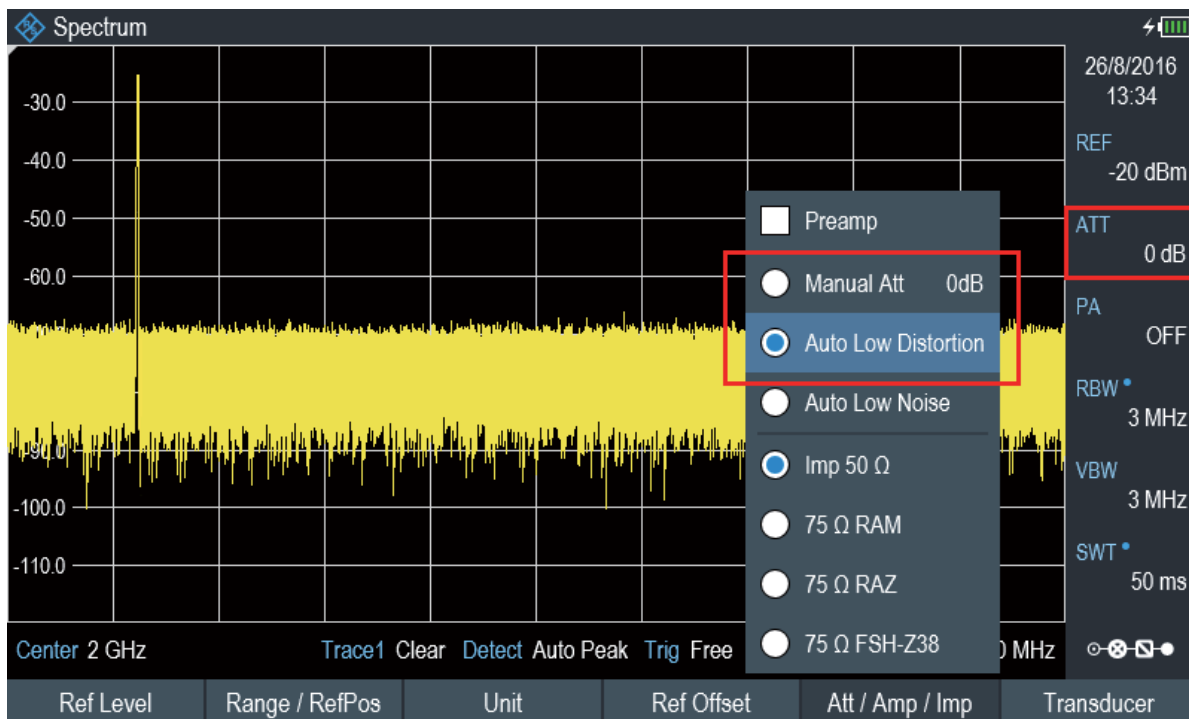 Spectrum
26/8/2016
13:34
-30.0
-40.0
-50.0
-60.0
-90.0
-100.0
-110.0
REF
-20 dBm
ATT
0 dB
PA
OFF
RBW
3 MHz
VBW
3 MHz
SWT
50 ms
Preamp
Manual Att 0dB
Auto Low Distortion
Auto Low Noise
Imp 50 Ω
75 Ω RAM
75 Ω RAZ
75 Ω FSH-Z38
Center 2 GHz Trace1 Clear Detect Auto Peak Trig Free 0 MHz
Ref Level Range / RefPos Unit Ref Offset Att / Amp / Imp Transducer